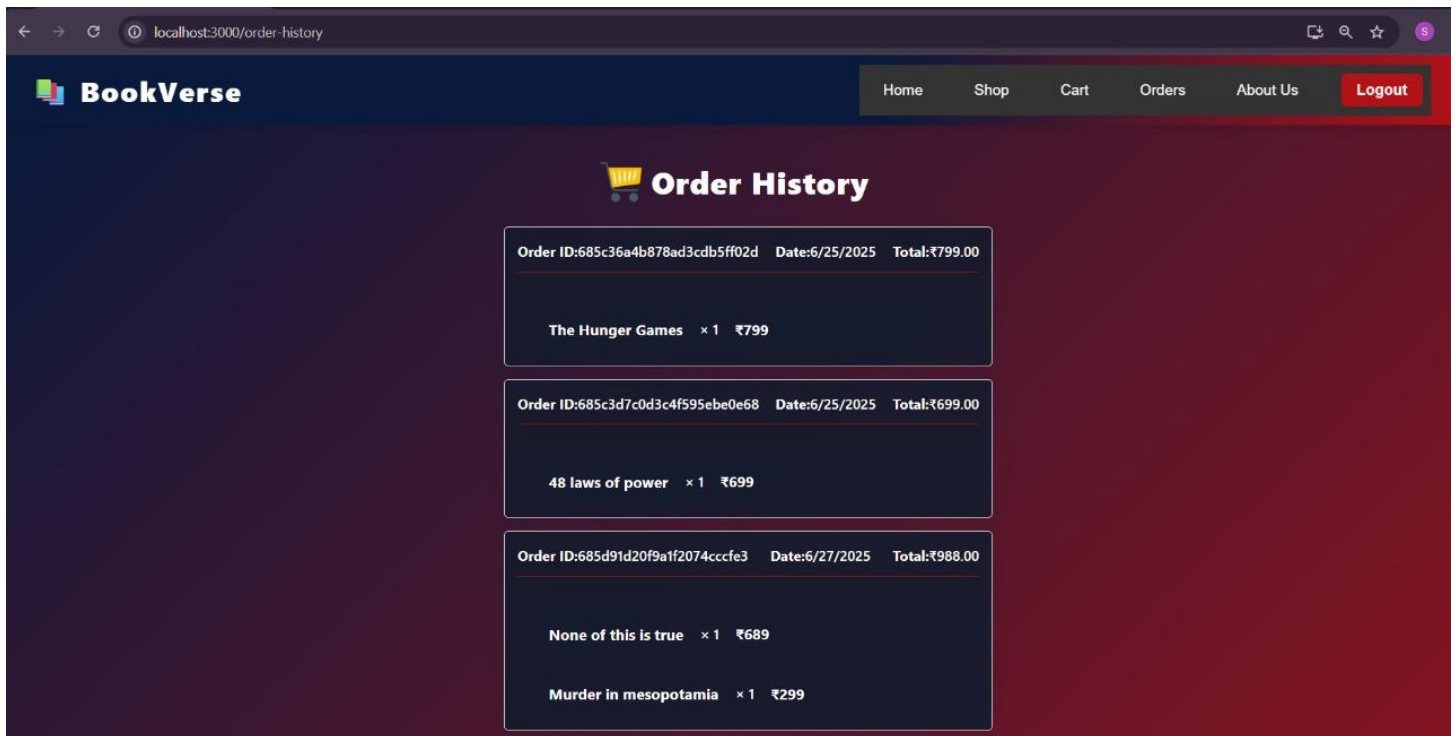 localhost:3000/order-history
S
BookVerse
Home Shop Cart Orders About Us Logout
Order History
Order ID:685c36a4b878ad3cdb5ff02d Date:6/25/2025 Total:₹799.00
The Hunger Games × 1 ₹799
Order ID:685c3d7c0d3c4f595ebe0e68 Date:6/25/2025 Total:₹699.00
48 laws of power × 1 ₹699
Order ID:685d91d20f9a1f2074cccfe3 Date:6/27/2025 Total:₹988.00
None of this is true × 1 ₹689
Murder in mesopotamia × 1 ₹299